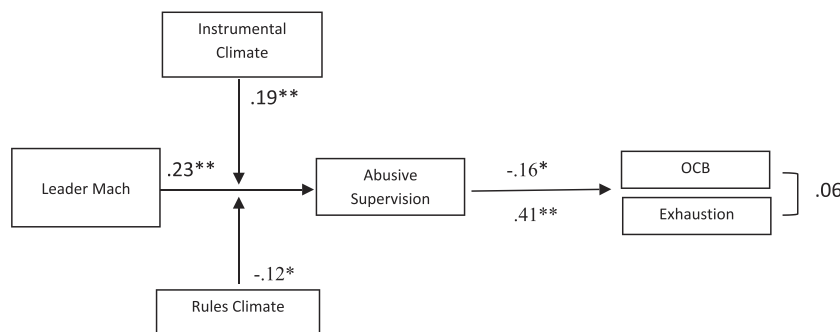 Instrumental
Climate
.19**
Leader Mach
.23**
Abusive
Supervision
-.16*
.41**
OCB
Exhaustion
.06
-.12*
Rules Climate